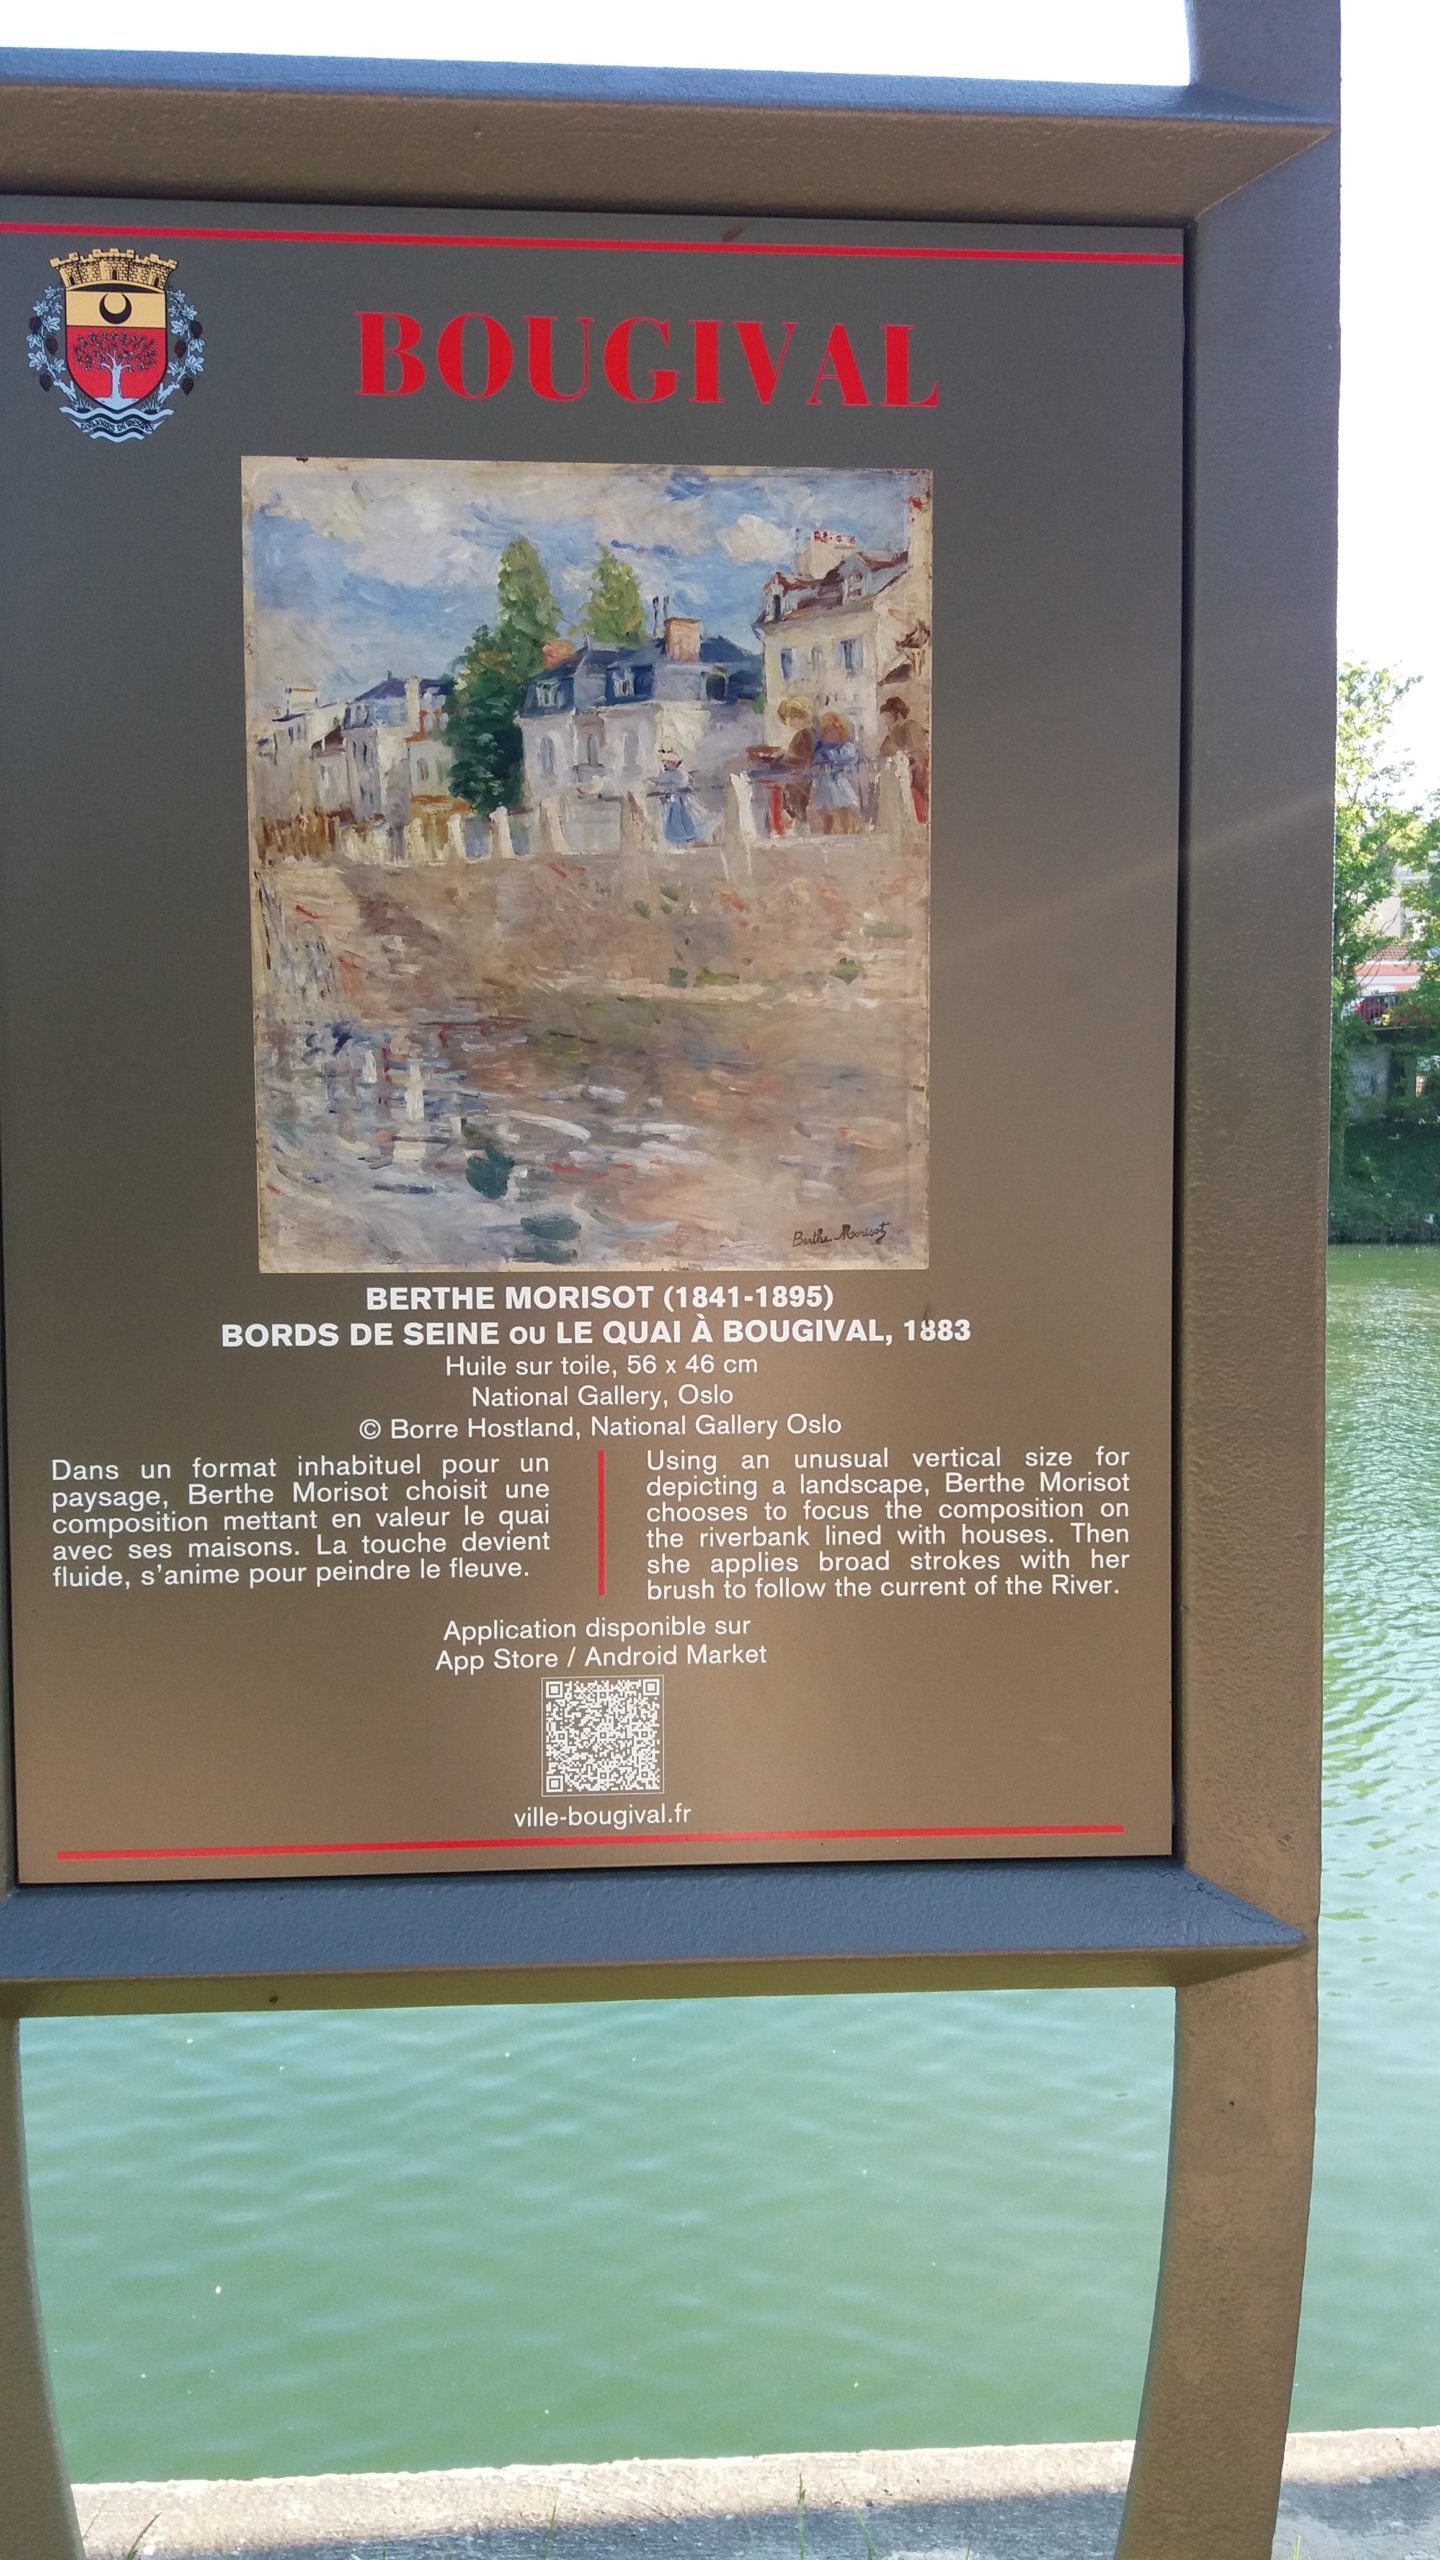 BOUGIVAL
Berthe Morisot
BERTHE MORISOT (1841-1895)
BORDS DE SEINE OU LE QUAI À BOUGIVAL, 1883
Huile sur toile, 56 x 46 cm
National Gallery, Oslo
© Borre Hostland, National Gallery Oslo
Dans un format inhabituel pour un
paysage, Berthe Morisot choisit une
composition mettant en valeur le quai
avec ses maisons. La touche devient
fluide, s'anime pour peindre le fleuve.
Using an unusual vertical size for
depicting a landscape, Berthe Morisot
chooses to focus the composition on
the riverbank lined with houses. Then
she applies broad strokes with her
brush to follow the current of the River.
Application disponible sur
App Store / Android Market
ville-bougival.fr